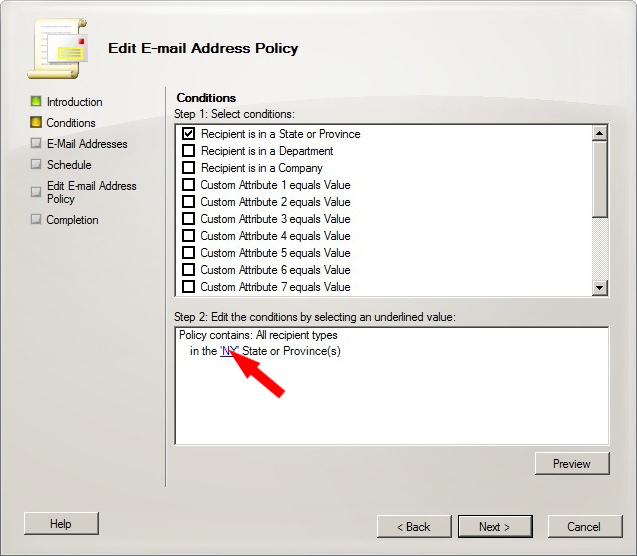 Edit E-mail Address Policy
Introduction
Conditions
E-Mail Addresses
Schedule
Edit E-mail Address
Policy
Completion
Conditions
Step 1: Select conditions:
Recipient is in a State or Province
Recipient is in a Department
Recipient is in a Company
Custom Attribute 1 equals Value
Custom Attribute 2 equals Value
Custom Attribute 3 equals Value
Custom Attribute 4 equals Value
Custom Attribute 5 equals Value
Custom Attribute 6 equals Value
Custom Attribute 7 equals Value
Step 2: Edit the conditions by selecting an underlined value:
Policy contains: All recipient types
in the 'NY' State or Province(s)
Preview
Help
< Back
Next >
Cancel